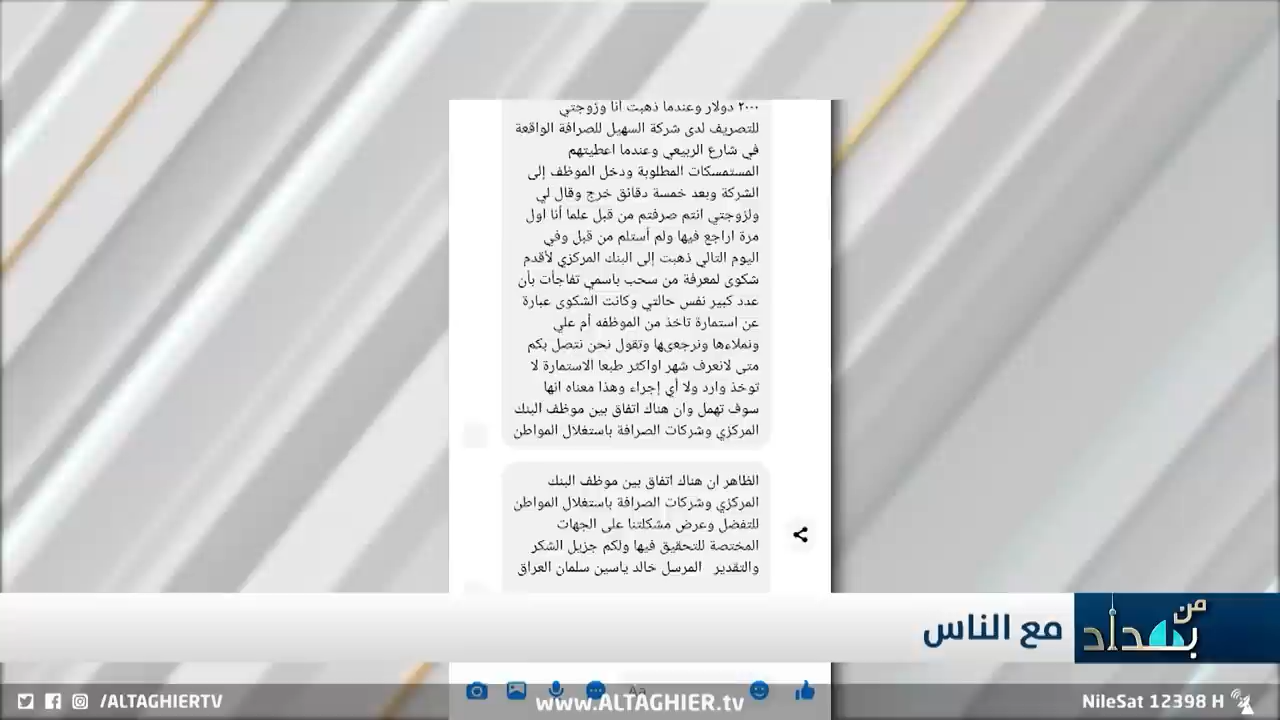 ٢٠٠٠ دولار وعندما ذهبت انا وزوجتي
للتصريف لدى شركة السهيل للصرافة الواقعة
في شارع الربيعي وعندما اعطيتهم
المستمسكات المطلوبة ودخل الموظف إلى
الشركة وبعد خمسة دقائق خرج وقال لي
ولزوجتي انتم صرفتم من قبل علما أنا اول
مرة اراجع فيها ولم أستلم من قبل وفي
اليوم التالي ذهبت إلى البنك المركزي لأقدم
شكوى لمعرفة من سحب باسمي تفاجأت بأن
عدد كبير نفس حالتي وكانت الشكوى عبارة
عن استمارة تاخذ من الموظفه أم علي
ونملاءها ونرجعىها وتقول نحن نتصل بكم
متى لانعرف شهر اواكثر طبعا الاستمارة لا
توخذ وارد ولا أي إجراء وهذا معناه انها
سوف تهمل وان هناك اتفاق بين موظف البنك
المركزي وشركات الصرافة باستغلال المواطن
الظاهر ان هناك اتفاق بين موظف البنك
المركزي وشركات الصرافة باستغلال المواطن
للتفضل وعرض مشكلتنا على الجهات
المختصة للتحقيق فيها ولكم جزيل الشكر
والتقدير المرسل خالد ياسين سلمان العراق
من بغداد
مع الناس
Aa
/ALTAGHIERTV
www.ALTAGHIER.tv
NileSat 12398 H